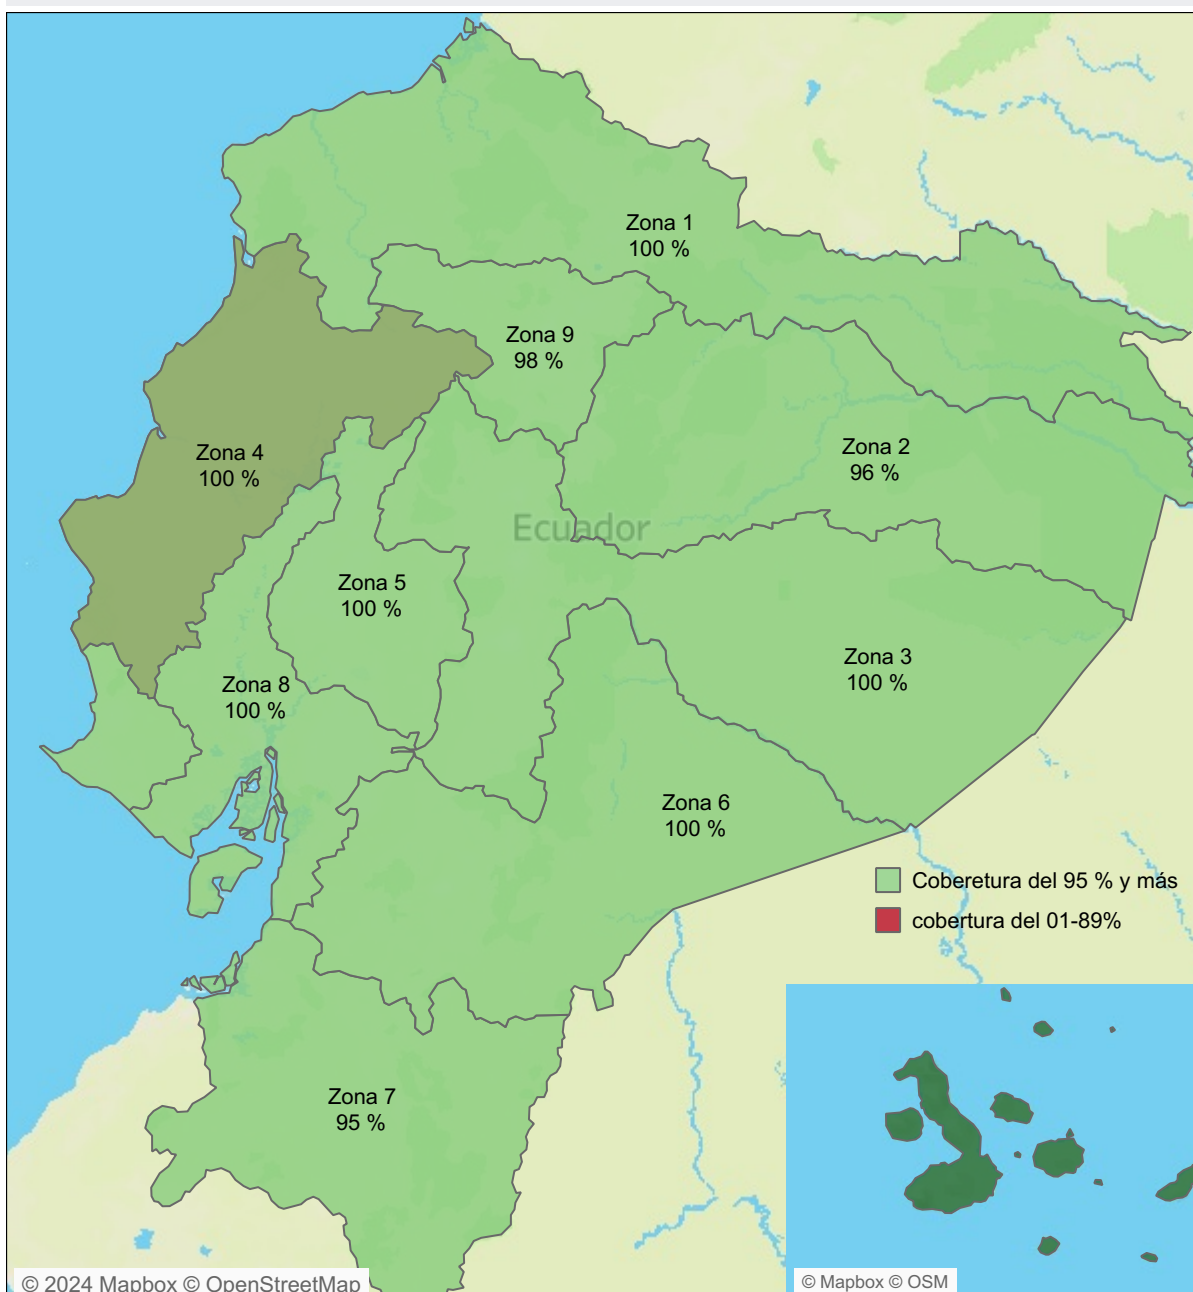 Zona 1
100 %
Zona 9
98 %
Zona 2
96 %
Zona 4
100 %
Ecuador
Zona 5
100 %
Zona 3
100 %
Zona 8
100 %
Zona 6
100 %
Coberetura del 95 % y más
cobertura del 01-89%
Zona 7
95 %
© 2024 Mapbox © OpenStreetMap
© Mapbox © OSM